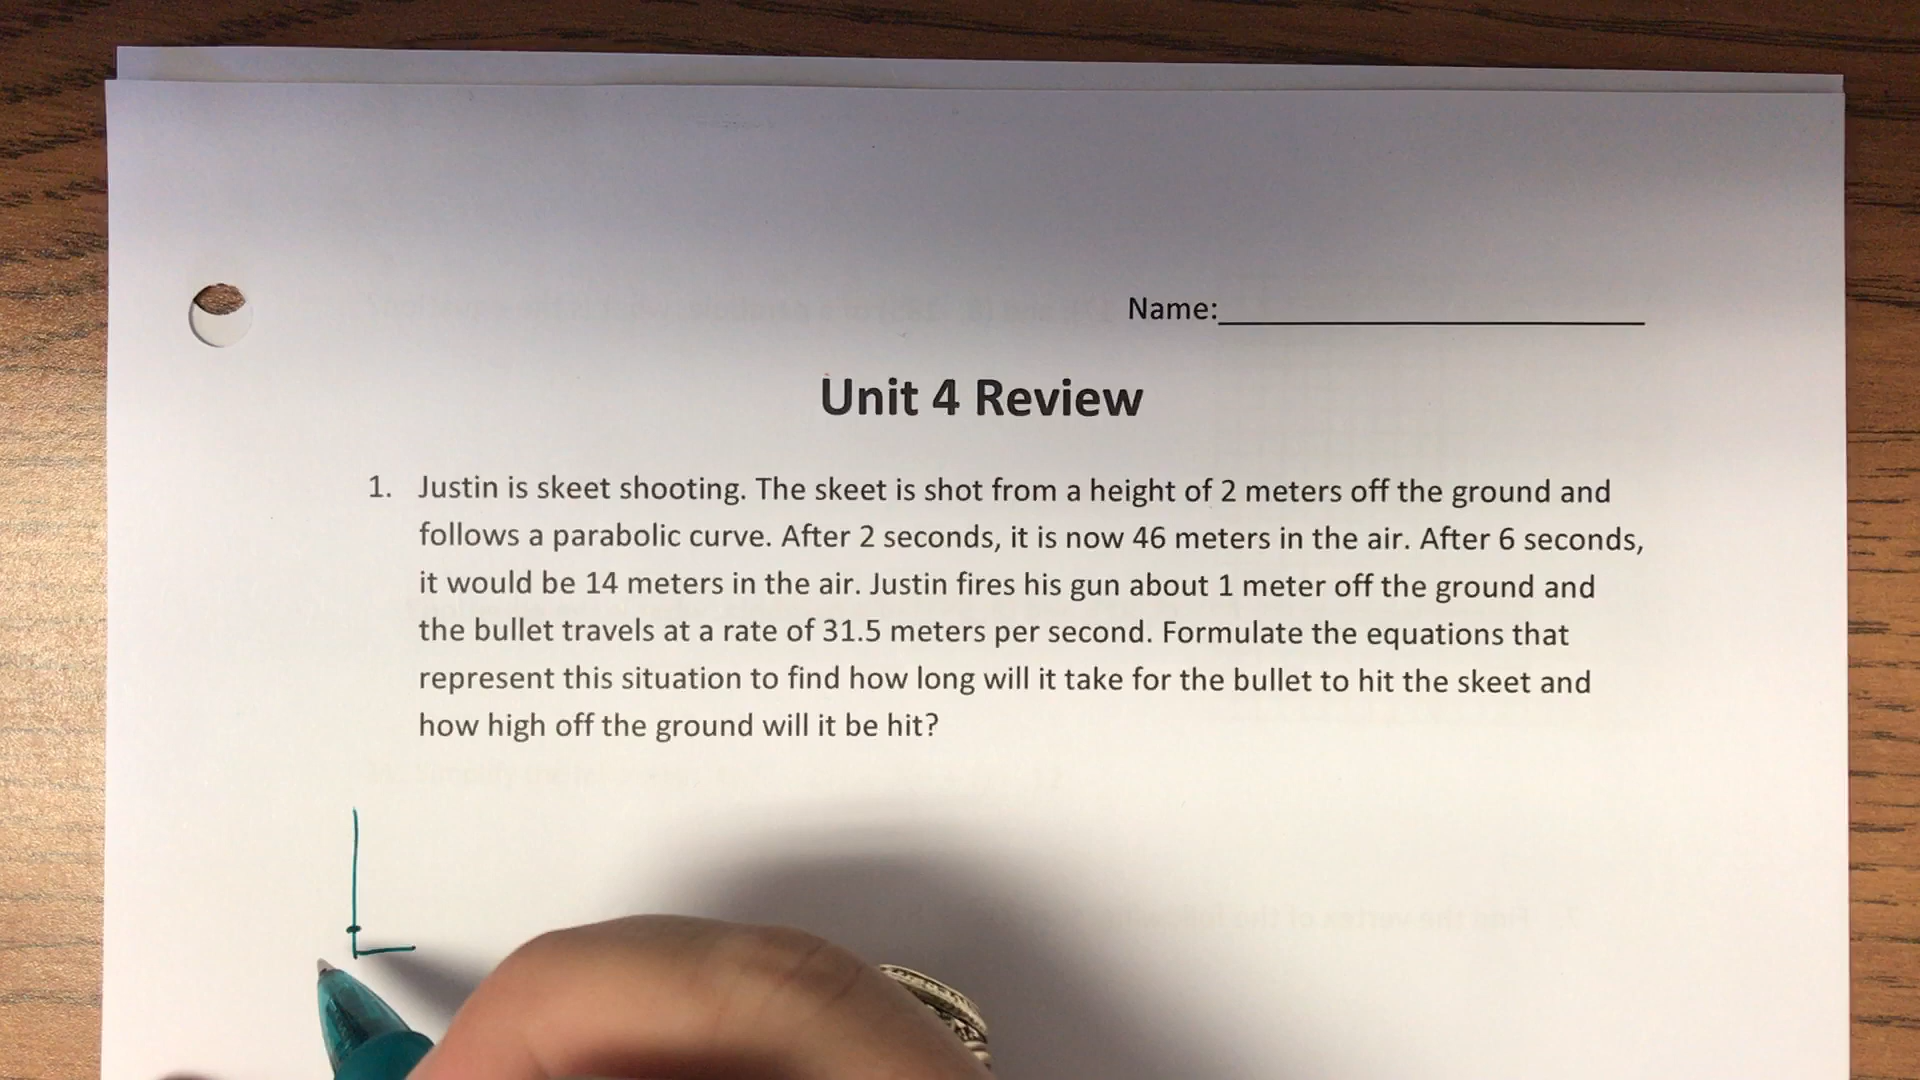 Name:
Unit 4 Review
1. Justin is skeet shooting. The skeet is shot from a height of 2 meters off the ground and
follows a parabolic curve. After 2 seconds, it is now 46 meters in the air. After 6 seconds,
it would be 14 meters in the air. Justin fires his gun about 1 meter off the ground and
the bullet travels at a rate of 31.5 meters per second. Formulate the equations that
represent this situation to find how long will it take for the bullet to hit the skeet and
how high off the ground will it be hit?